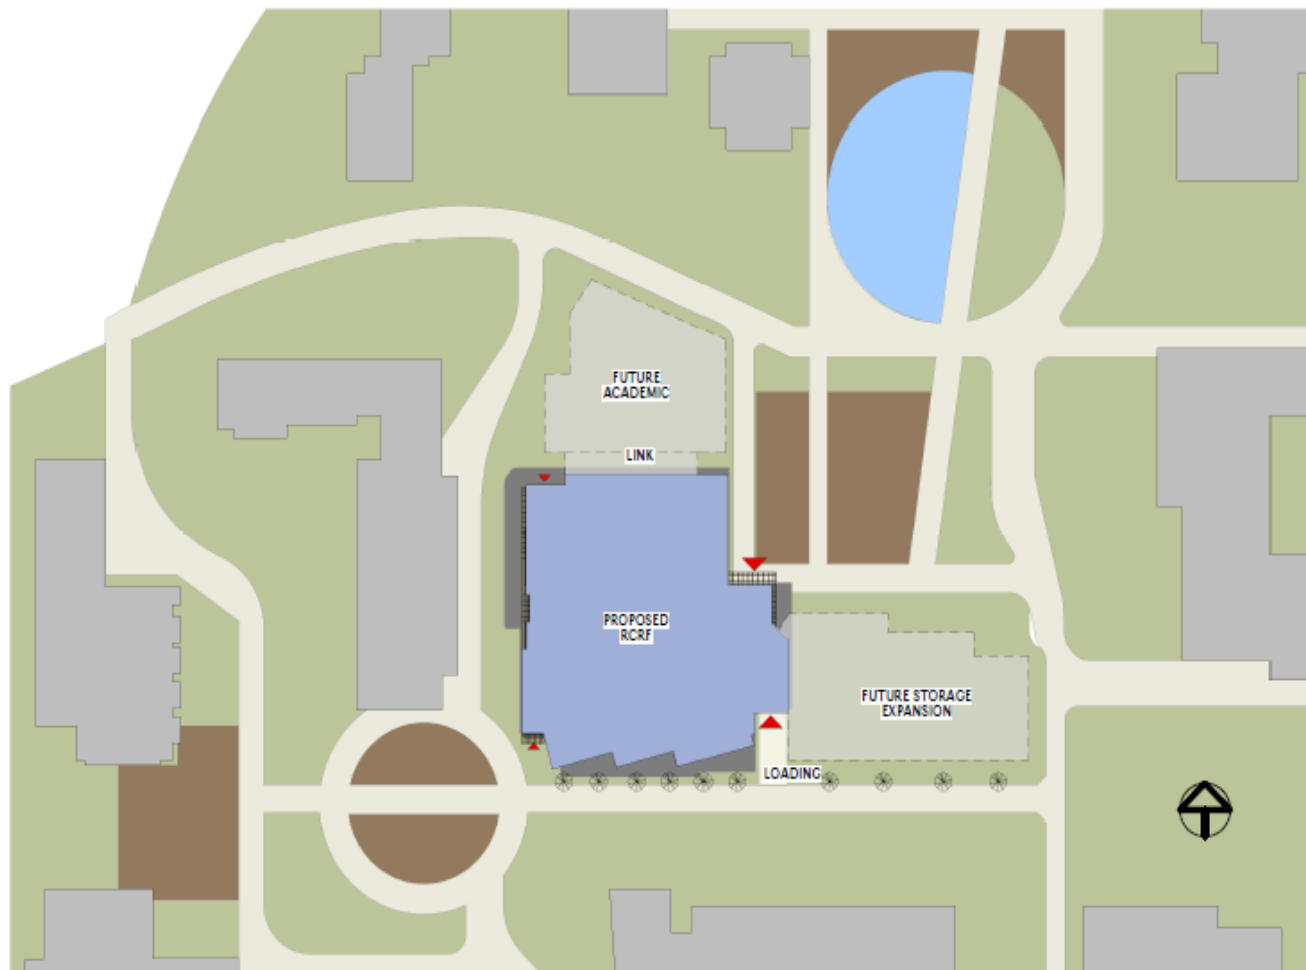 FUTURE
ACADEMIC
LINK
PROPOSED
RCRF
FUTURE STORAGE
EXPANSION
LOADING